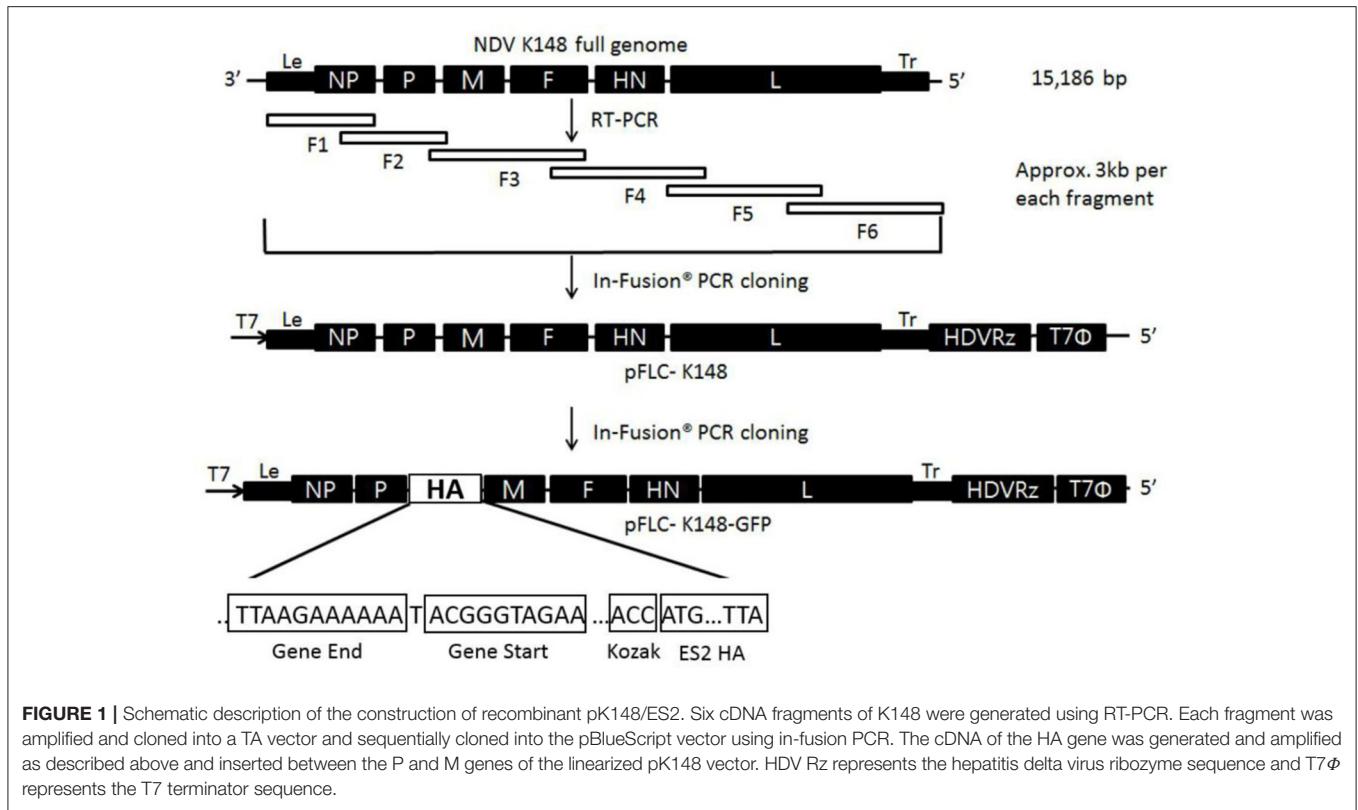 NDV K148 full genome
Le Tr
3’ NP P M F HN L 5’ 15,186 bp
RT-PCR
F1
F2
F3
F4
F5
F6
Approx. 3kb per
each fragment
In-Fusion® PCR cloning
T7 Le Tr
NP P M F HN L HDVRz T7Φ 5’
pFLC- K148
In-Fusion® PCR cloning
T7 Le Tr
NP P HA M F HN L HDVRz T7Φ 5’
pFLC- K148-GFP
..TTAAGAAAAAA T ACGGGTAGAA ...ACC ATG...TTA
Gene End Gene Start Kozak ES2 HA
FIGURE 1 | Schematic description of the construction of recombinant pK148/ES2. Six cDNA fragments of K148 were generated using RT-PCR. Each fragment was
amplified and cloned into a TA vector and sequentially cloned into the pBlueScript vector using in-fusion PCR. The cDNA of the HA gene was generated and amplified
as described above and inserted between the P and M genes of the linearized pK148 vector. HDV Rz represents the hepatitis delta virus ribozyme sequence and T7Φ
represents the T7 terminator sequence.